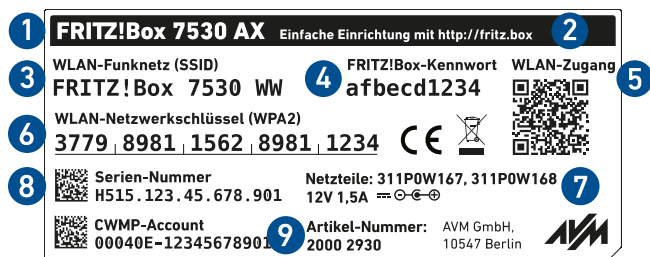 1 FRITZ!Box 7530 AX Einfache Einrichtung mit http://fritz.box 2
WLAN-Funknetz (SSID) FRITZ!Box-Kennwort WLAN-Zugang
3 FRITZ!Box 7530 WW 4 afbecd1234 5
WLAN-Netzwerkschlüssel (WPA2)
6 3779 8981 1562 8981 1234 CE
Serien-Nummer Netzteile: 311P0W167, 311P0W168
8 H515.123.45.678.901 12V 1,5A 7
CWMP-Account 9 Artikel-Nummer: AVM GmbH,
00040E-12345678901 2000 2930 10547 Berlin AVM